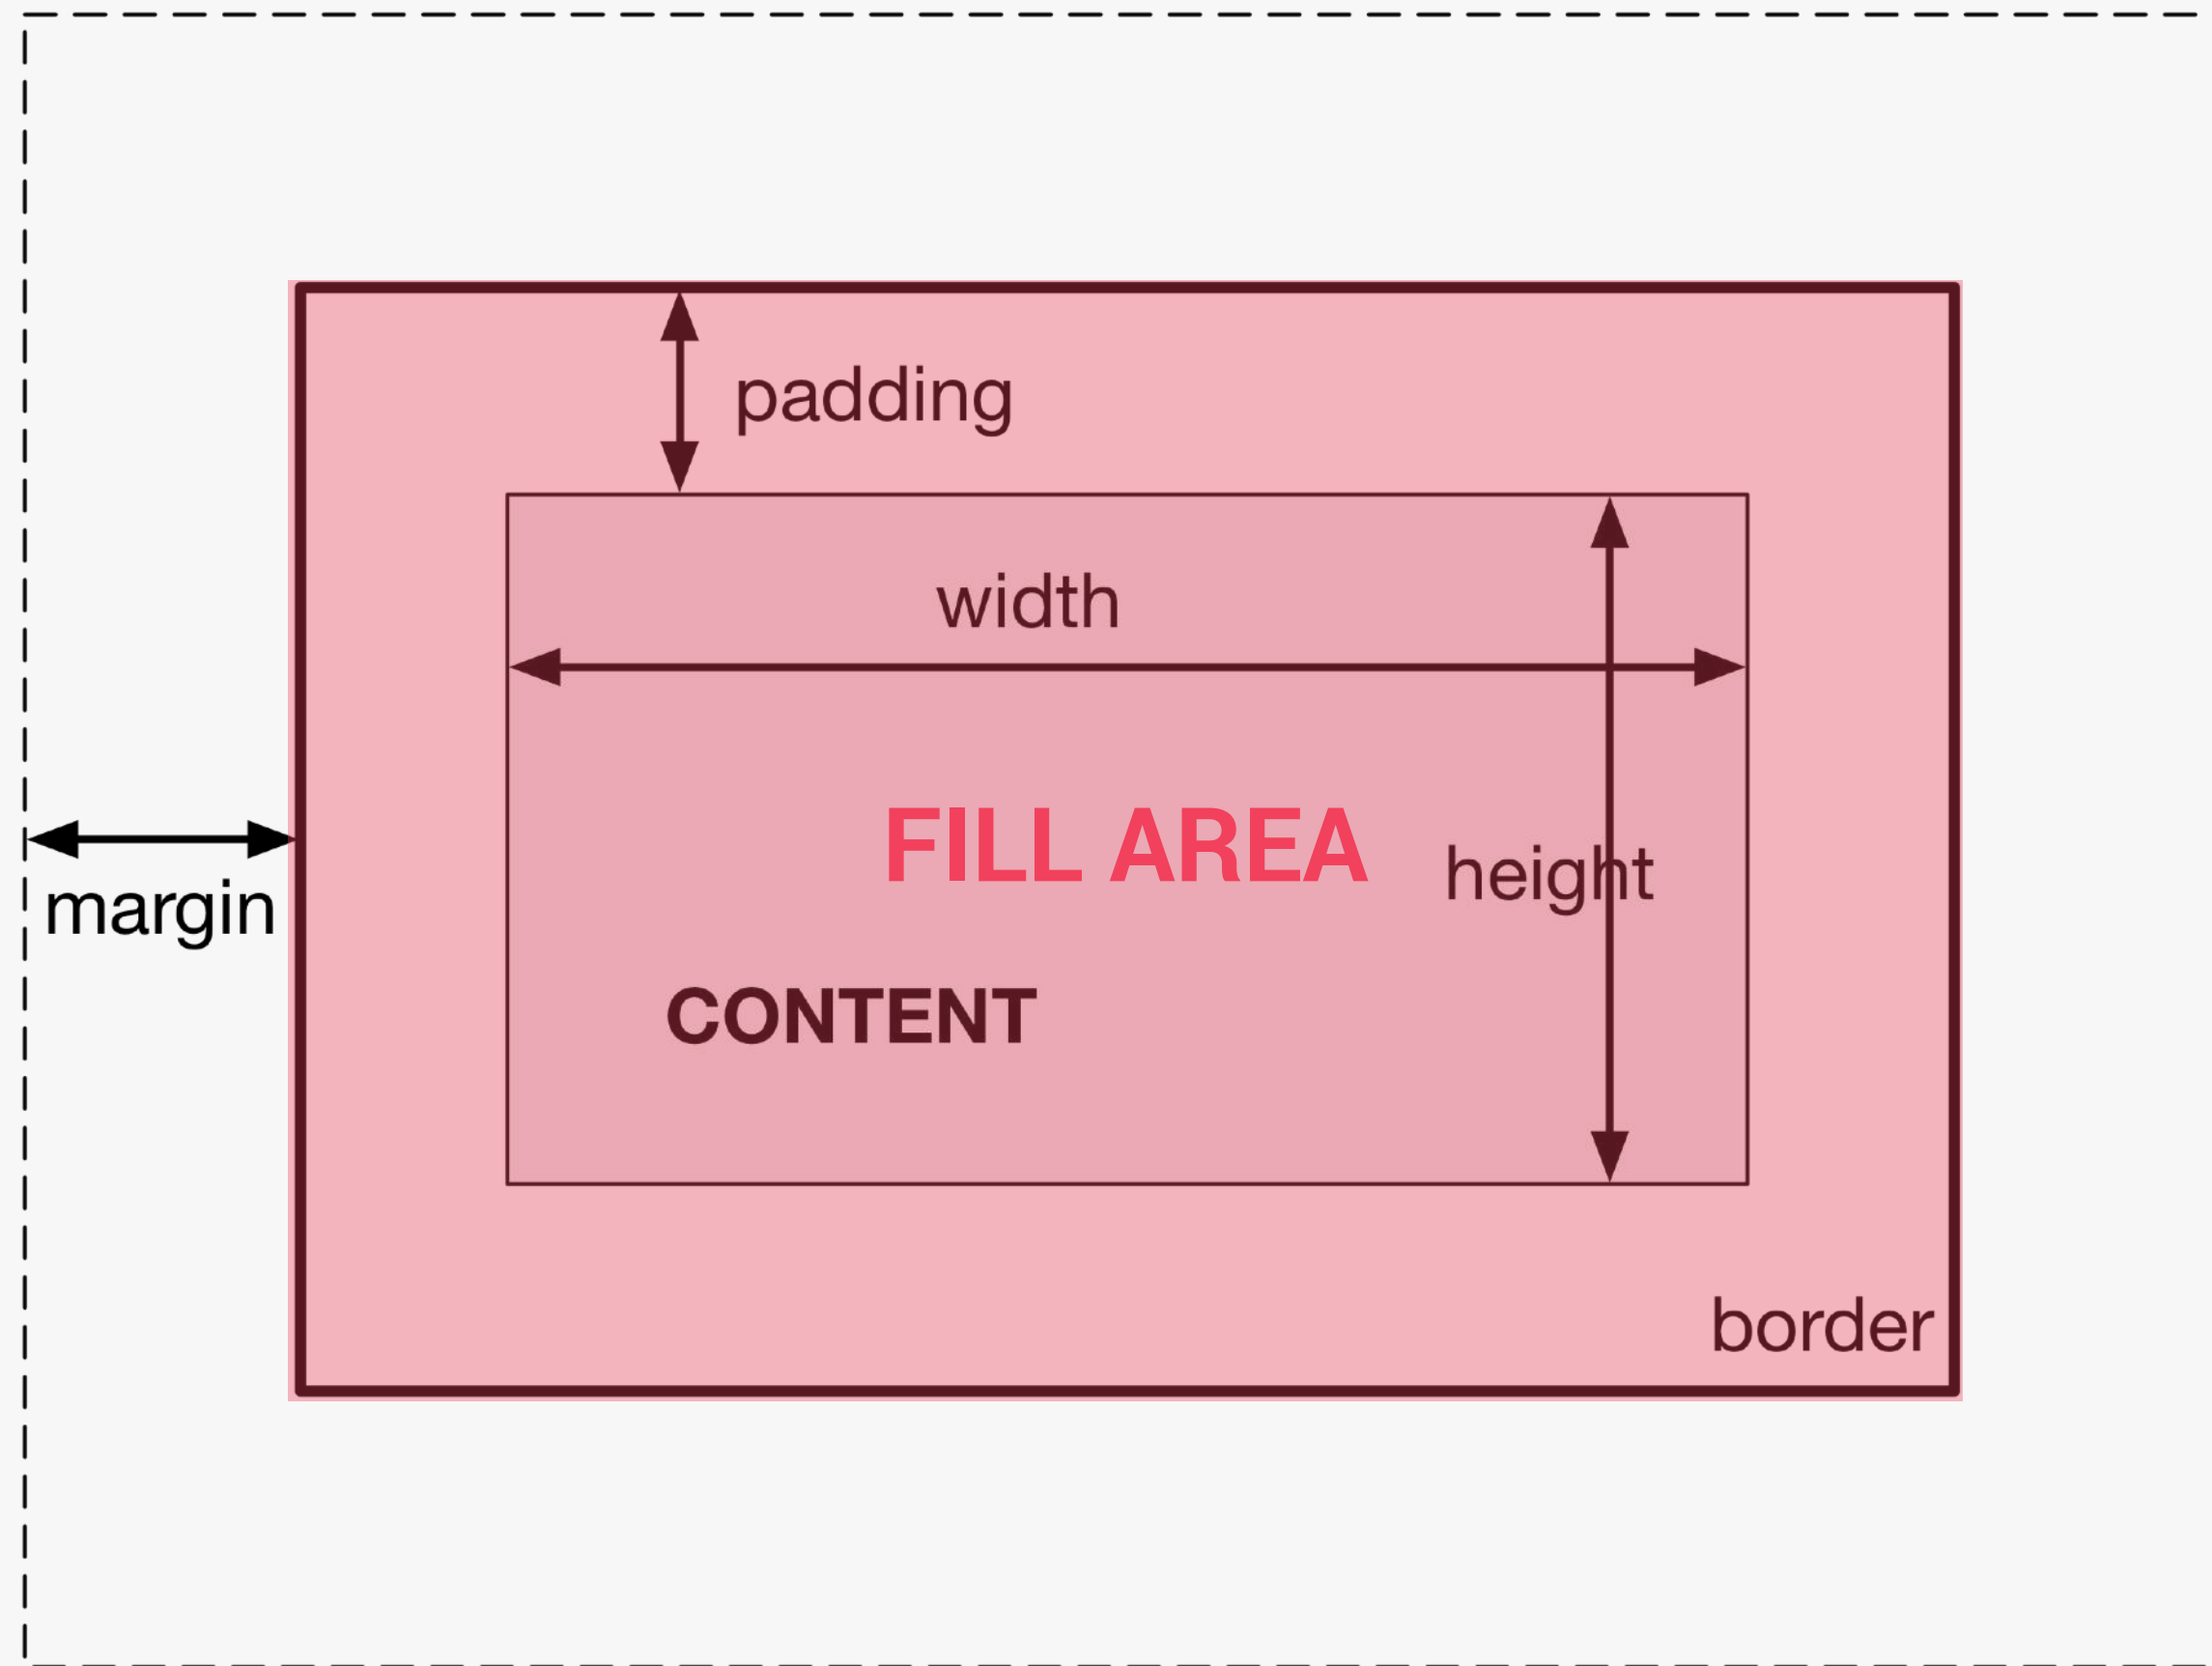 padding
width
FILL AREA
height
margin
CONTENT
border